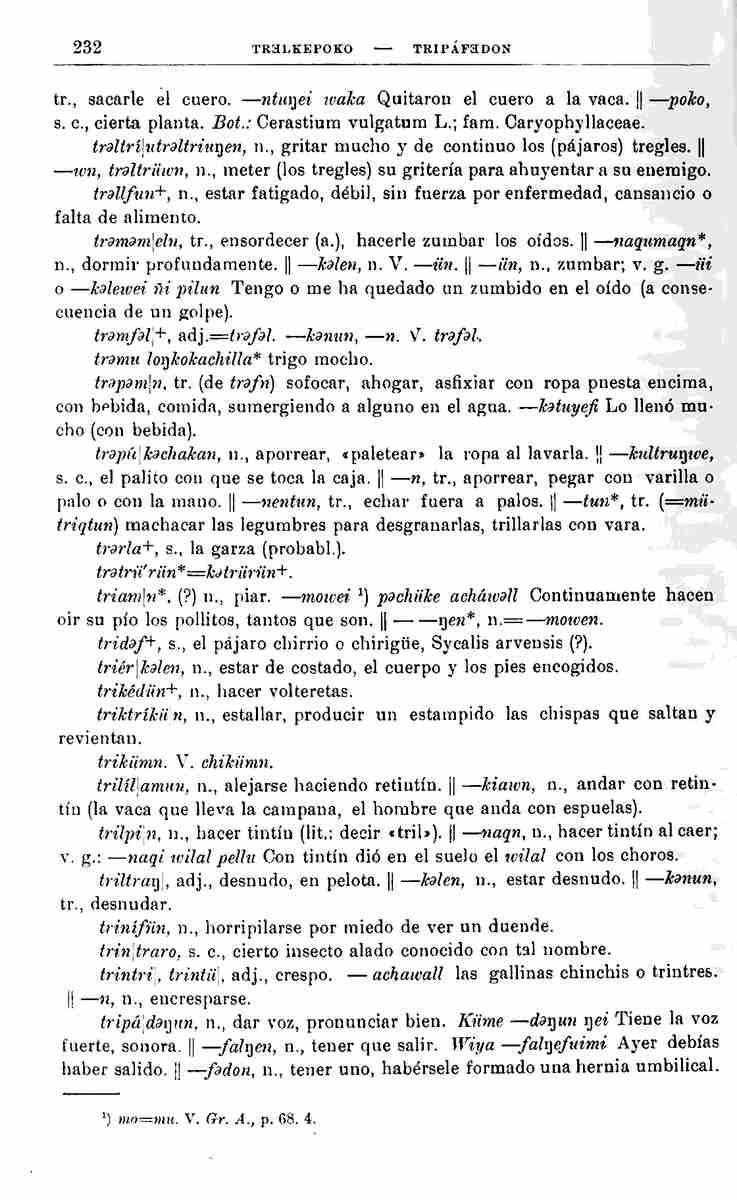 232 TRƎLKEPOKO — TRIPÁFƎDON
tr., sacarle el cuero. —ntuŋei waka Quitaron el cuero a la vaca. || —poko,
s. c., cierta planta. Bot.: Cerastium vulgatum L.; fam. Caryophyllaceae.
trəltrí|utrəltriuŋen, n., gritar mucho y de continuo los (pájaros) tregles. ||
—wn, trəltriüwn, n., meter (los tregles) su gritería para ahuyentar a su enemigo.
trəllfun+, n., estar fatigado, débil, sin fuerza por enfermedad, cansancio o
falta de alimento.
trəməm|eln, tr., ensordecer (a.), hacerle zumbar los oídos. || —naqumaqn*,
n., dormir profundamente. || —kəlen, n. V. —ün. || —ün, n., zumbar; v. g. —üi
o —kəlewei ñi pilun Tengo o me ha quedado un zumbido en el oído (a conse-
cuencia de un golpe).
trəmfəl|+, adj.=trəfəl. —kənun, —n. V. trəfəl.
trəmu loŋkokachilla* trigo mocho.
trəpəm|n, tr. (de trəfn) sofocar, ahogar, asfixiar con ropa puesta encima,
con bebida, comida, sumergiendo a alguno en el agua. —kətuyefi Lo llenó mu-
cho (con bebida).
trəpú|kəchakan, n., aporrear, «paletear» la ropa al lavarla. || —kultruŋwe,
s. c., el palito con que se toca la caja. || —n, tr., aporrear, pegar con varilla o
palo o con la mano. || —nentun, tr., echar fuera a palos. || —tun*, tr. (=mü-
triqtun) machacar las legumbres para desgranarlas, trillarlas con vara.
trərla+, s., la garza (probabl.).
trətrü'rün*=kətrürün+.
triam|n*, (?) n., piar. —mowei ¹) pəchüke acháwəll Continuamente hacen
oir su pío los pollitos, tantos que son. || — —ŋen*, n.=—mowen.
tridəf+, s., el pájaro chirrio o chirigüe, Sycalis arvensis (?).
triér|kəlen, n., estar de costado, el cuerpo y los pies encogidos.
trikédün+, n., hacer volteretas.
triktríkü|n, n., estallar, producir un estampido las chispas que saltan y
revientan.
trikümn. V. chikümn.
trilíl|amun, n., alejarse haciendo retintín. || —kiawn, n., andar con retin-
tín (la vaca que lleva la campana, el hombre que anda con espuelas).
trílpi|n, n., hacer tintín (lit.: decir «tril»). || —naqn, n., hacer tintín al caer;
v. g.: —naqi wilal pellu Con tintín dió en el suelo el wilal con los choros.
triltraŋ|, adj., desnudo, en pelota. || —kəlen, n., estar desnudo. || —kənun,
tr., desnudar.
trinífün, n., horripilarse por miedo de ver un duende.
trin|traro, s. c., cierto insecto alado conocido con tal nombre.
trintri|, trintü|, adj., crespo. —achawall las gallinas chinchis o trintres.
|| —n, n., encresparse.
tripá|dəŋun, n., dar voz, pronunciar bien. Küme —dəŋun ŋei Tiene la voz
fuerte, sonora. || —falŋen, n., tener que salir. Wiya —falŋefuimi Ayer debías
haber salido. || —fədon, n., tener uno, habérsele formado una hernia umbilical.
¹) mo=mu. V. Gr. A., p. 68. 4.